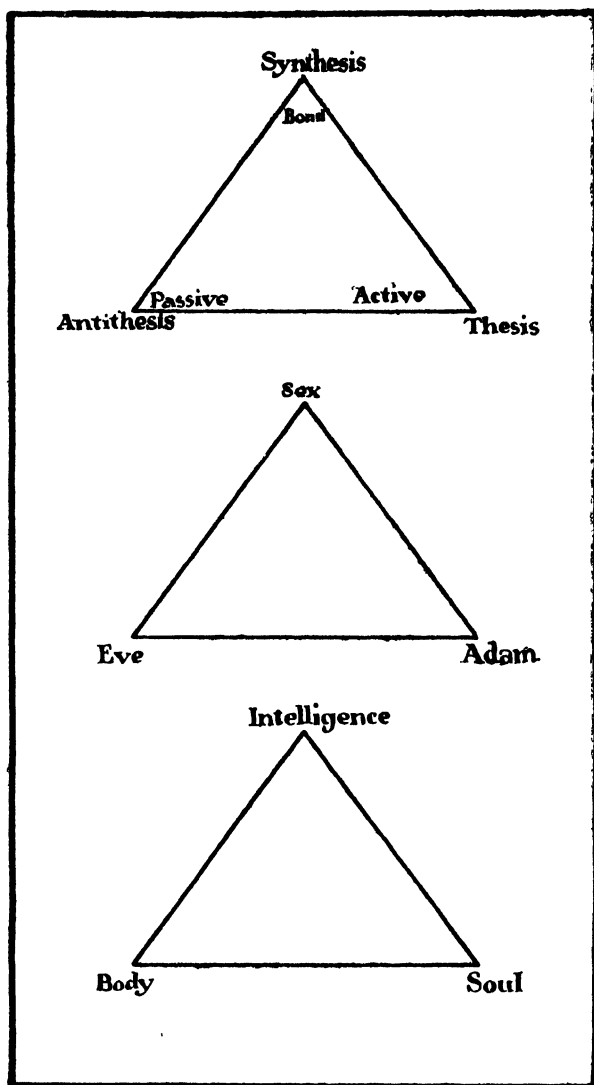 Synthesis
Bond
Passive Active
Antithesis Thesis
Sex
Eve Adam
Intelligence
Body Soul